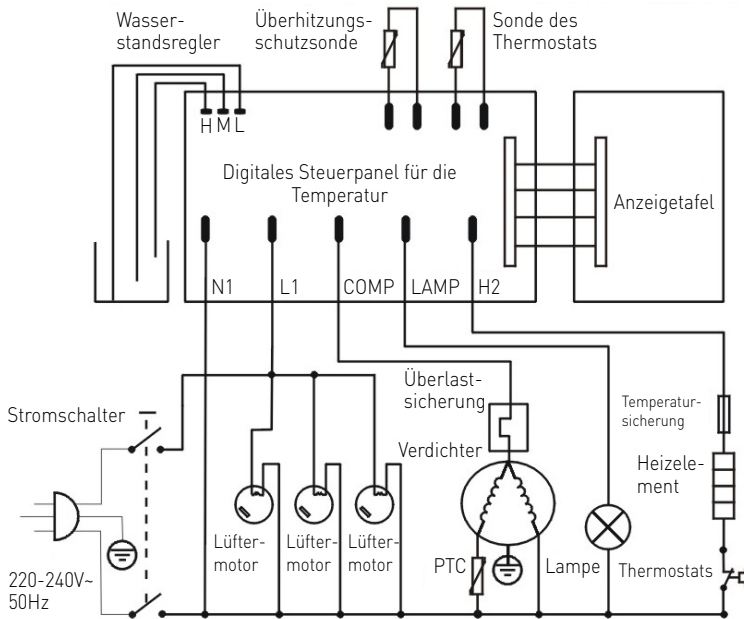 Wasser-
standsregler
Überhitzungs-
schutzsonde
Sonde des
Thermostats
H M L
Digitales Steuerpanel für die
Temperatur
Anzeigetafel
N1
L1
COMP
LAMP
H2
Stromschalter
Überlast-
sicherung
Verdichter
Temperatur-
sicherung
Heizele-
ment
Lüfter-
motor
Lüfter-
motor
Lüfter-
motor
PTC
Lampe
Thermostats
220-240V~
50Hz